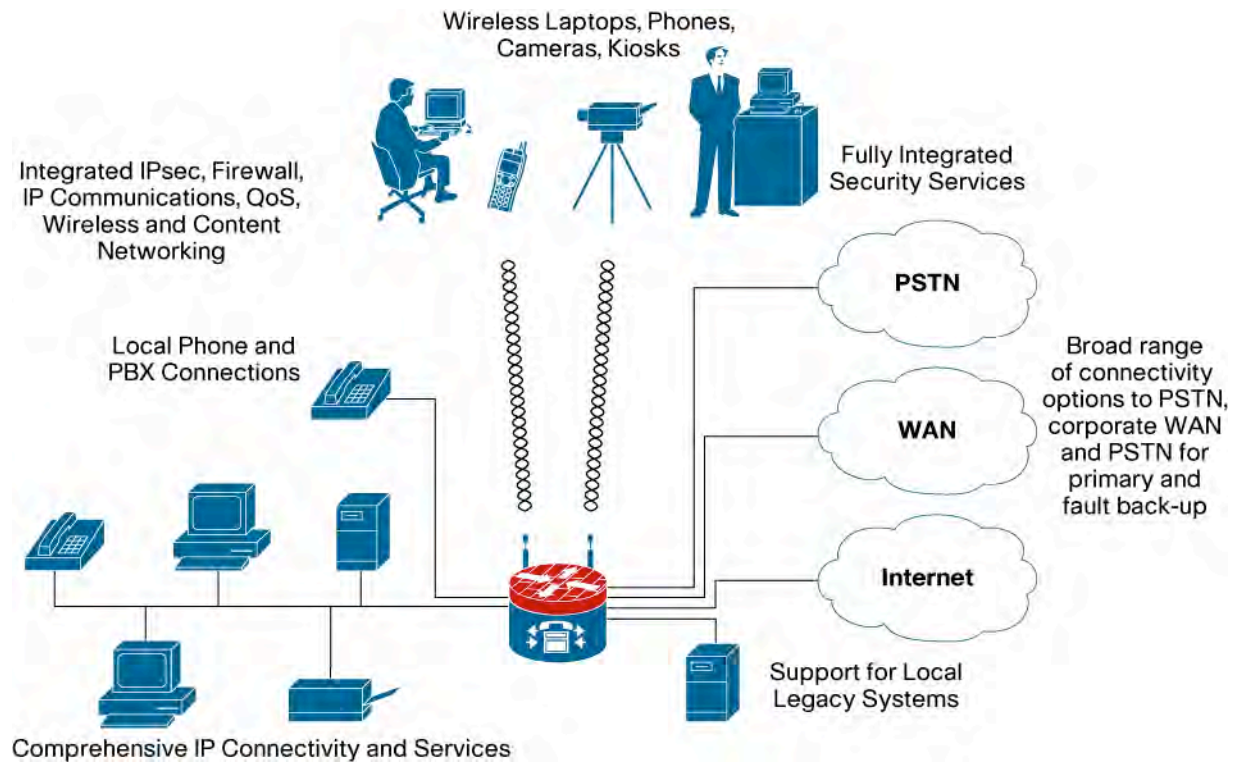 Wireless Laptops, Phones,
Cameras, Kiosks
Integrated IPsec, Firewall,
IP Communications, QoS,
Wireless and Content
Networking
Fully Integrated
Security Services
PSTN
Local Phone and
PBX Connections
Broad range
of connectivity
options to PSTN,
corporate WAN
and PSTN for
primary and
fault back-up
WAN
Internet
Support for Local
Legacy Systems
Comprehensive IP Connectivity and Services